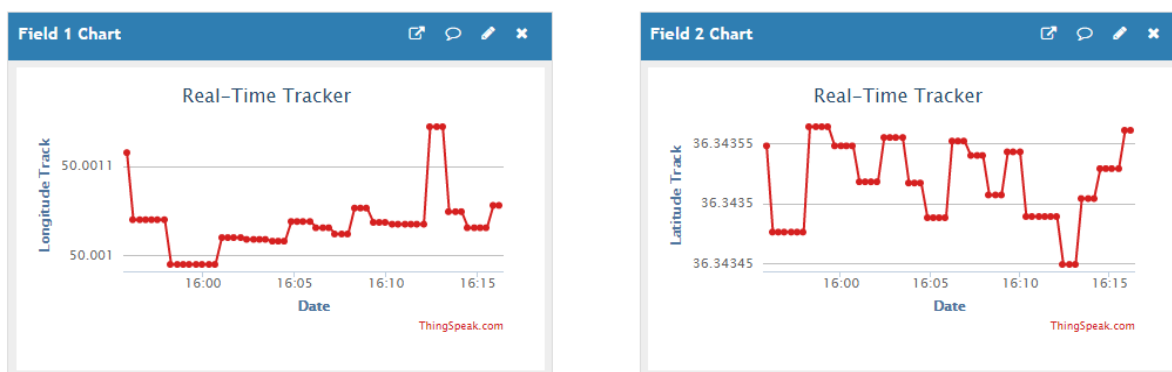 Field 1 Chart
Real-Time Tracker
Longitude Track
50.0011
50.001
16:00 16:05 16:10 16:15
Date
ThingSpeak.com
Field 2 Chart
Real-Time Tracker
Latitude Track
36.34355
36.3435
36.34345
16:00 16:05 16:10 16:15
Date
ThingSpeak.com